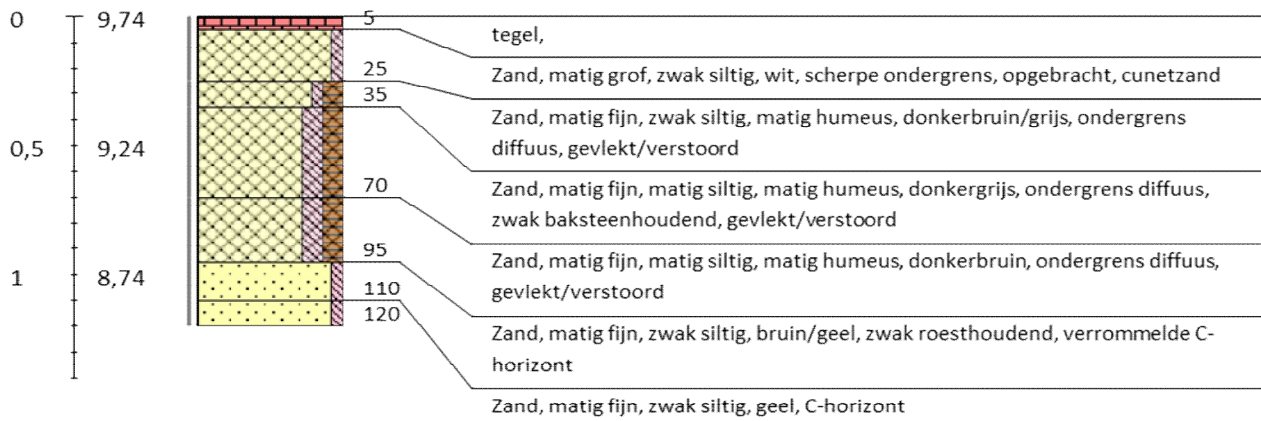 0 9,74 5
tegel,
25 Zand, matig grof, zwak siltig, wit, scherpe ondergrens, opgebracht, cunetzand
35
Zand, matig fijn, zwak siltig, matig humeus, donkerbruin/grijs, ondergrens
0,5 9,24 diffuus, gevlekt/verstoord
70 Zand, matig fijn, matig siltig, matig humeus, donkergrijs, ondergrens diffuus,
zwak baksteenhoudend, gevlekt/verstoord
95 Zand, matig fijn, matig siltig, matig humeus, donkerbruin, ondergrens diffuus,
1 8,74 gevlekt/verstoord
110
120
Zand, matig fijn, zwak siltig, bruin/geel, zwak roesthoudend, verrommelde C-
horizont
Zand, matig fijn, zwak siltig, geel, C-horizont